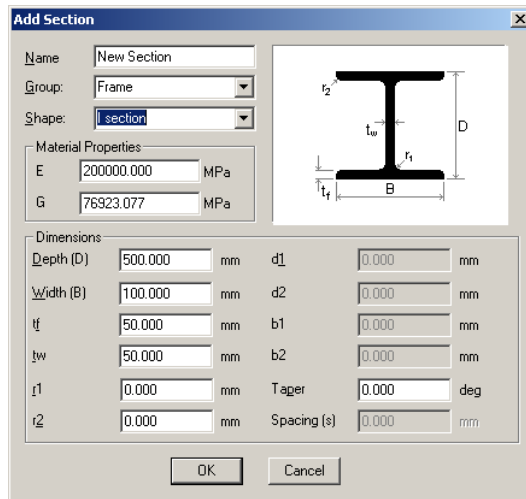 Add Section
Name New Section
Group: Frame
Shape: I section
Material Properties
E 200000.000 MPa
G 76923.077 MPa
r2
tw
D
r1
tf
B
Dimensions
Depth (D) 500.000 mm d1 0.000 mm
Width (B) 100.000 mm d2 0.000 mm
tf 50.000 mm b1 0.000 mm
tw 50.000 mm b2 0.000 mm
r1 0.000 mm Taper 0.000 deg
r2 0.000 mm Spacing (s) 0.000 mm
OK Cancel